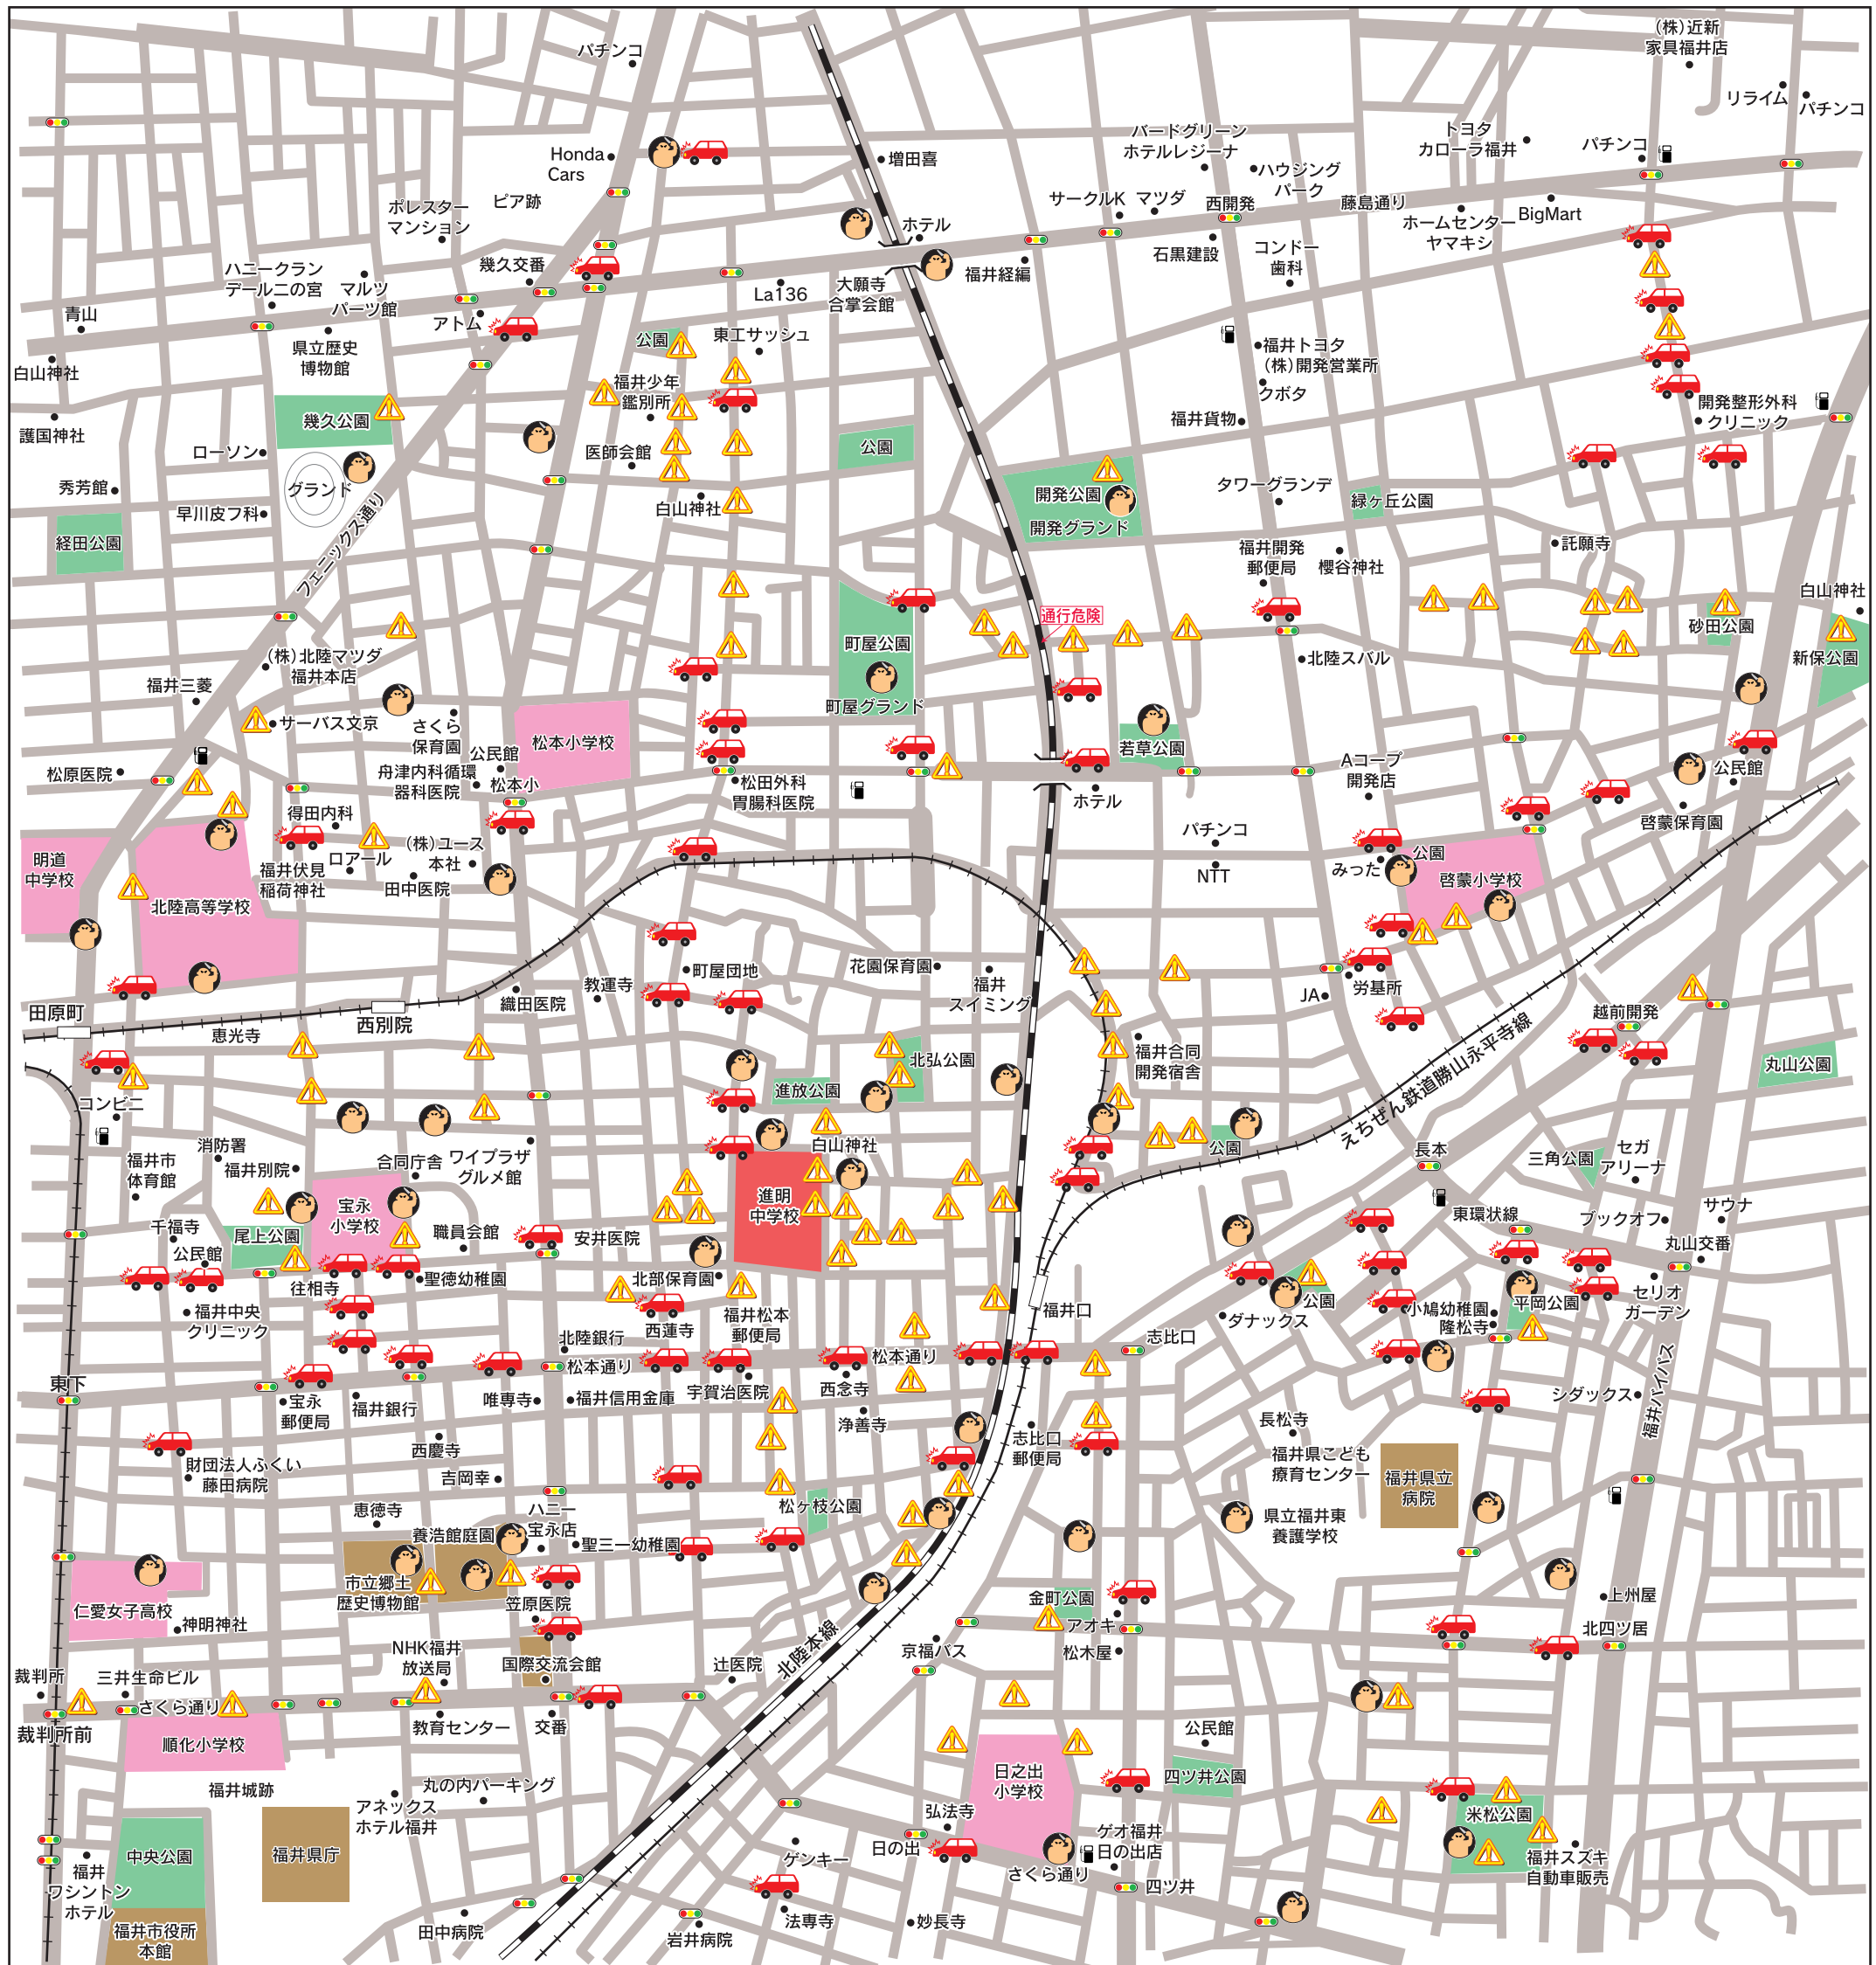 パチンコ
(株)近新
家具福井店
リライム
パチンコ
Honda
Cars
増田喜
バードグリーン
ホテルレジーナ
ハウジング
パーク
トヨタ
カローラ福井
パチンコ
ポレスター
マンション
ピア跡
ホテル
サークルK
マツダ
西開発
藤島通り
ホームセンター
ヤマキシ
BigMart
石黒建設
コンドー
歯科
福井経編
大願寺
合掌会館
La136
幾久交番
ハニークラン
デール二の宮
マルツ
パーツ館
青山
アトム
県立歴史
博物館
白山神社
公園
東工サッシュ
福井トヨタ
(株)開発営業所
クボタ
福井少年
鑑別所
福井貨物
開発整形外科
クリニック
護国神社
幾久公園
ローソン
医師会館
公園
グランド
秀芳館
早川皮フ科
白山神社
開発公園
開発グランド
タワーグランデ
緑ヶ丘公園
経田公園
フェニックス通り
福井開発
郵便局
櫻谷神社
託願寺
白山神社
通行危険
砂田公園
町屋公園
新保公園
(株)北陸マツダ
福井本店
北陸スバル
福井三菱
町屋グランド
サーバス文京
さくら
保育園
松本小学校
若草公園
公民館
松原医院
舟津内科循環
器科医院
松本小
松田外科
胃腸科医院
ホテル
Aコープ
開発店
公民館
得田内科
パチンコ
啓蒙保育園
明道
中学校
ロアール
(株)ユース
本社
福井伏見
稲荷神社
田中医院
NTT
みった
公園
啓蒙小学校
北陸高等学校
教運寺
町屋団地
花園保育園
福井
スイミング
織田医院
JA
労基所
田原町
西別院
恵光寺
越前開発
北弘公園
福井合同
開発宿舎
丸山公園
進放公園
えちぜん鉄道勝山永平寺線
コンビニ
消防署
福井市
体育館
福井別院
合同庁舎
ワイプラザ
グルメ館
白山神社
公園
長本
三角公園
セガ
アリーナ
宝永
小学校
進明
中学校
千福寺
尾上公園
職員会館
安井医院
東環状線
ブックオフ
サウナ
公民館
丸山交番
往相寺
聖徳幼稚園
北部保育園
福井中央
クリニック
福井松本
郵便局
西蓮寺
福井口
公園
ダナックス
小鳩幼稚園
隆松寺
平岡公園
セリオ
ガーデン
北陸銀行
松本通り
松本通り
志比口
東下
宝永
郵便局
福井銀行
唯専寺
福井信用金庫
宇賀治医院
西念寺
シダックス
浄善寺
福井バイパス
西慶寺
志比口
郵便局
長松寺
財団法人ふくい
藤田病院
吉岡幸
福井県こども
療育センター
福井県立
病院
恵徳寺
ハニー
宝永店
松ヶ枝公園
養浩館庭園
聖三一幼稚園
県立福井東
養護学校
市立郷土
歴史博物館
笠原医院
仁愛女子高校
神明神社
金町公園
アオキ
上州屋
北四ツ居
北陸本線
京福バス
松木屋
NHK福井
放送局
国際交流会館
辻医院
裁判所
三井生命ビル
さくら通り
裁判所前
教育センター
交番
順化小学校
公民館
福井城跡
丸の内パーキング
日之出
小学校
四ツ井公園
アネックス
ホテル福井
弘法寺
米松公園
中央公園
福井県庁
日の出
ゲオ福井
日の出店
さくら通り
福井スズキ
自動車販売
福井
ワシントン
ホテル
ゲンキー
四ツ井
福井市役所
本館
田中病院
岩井病院
法専寺
妙長寺